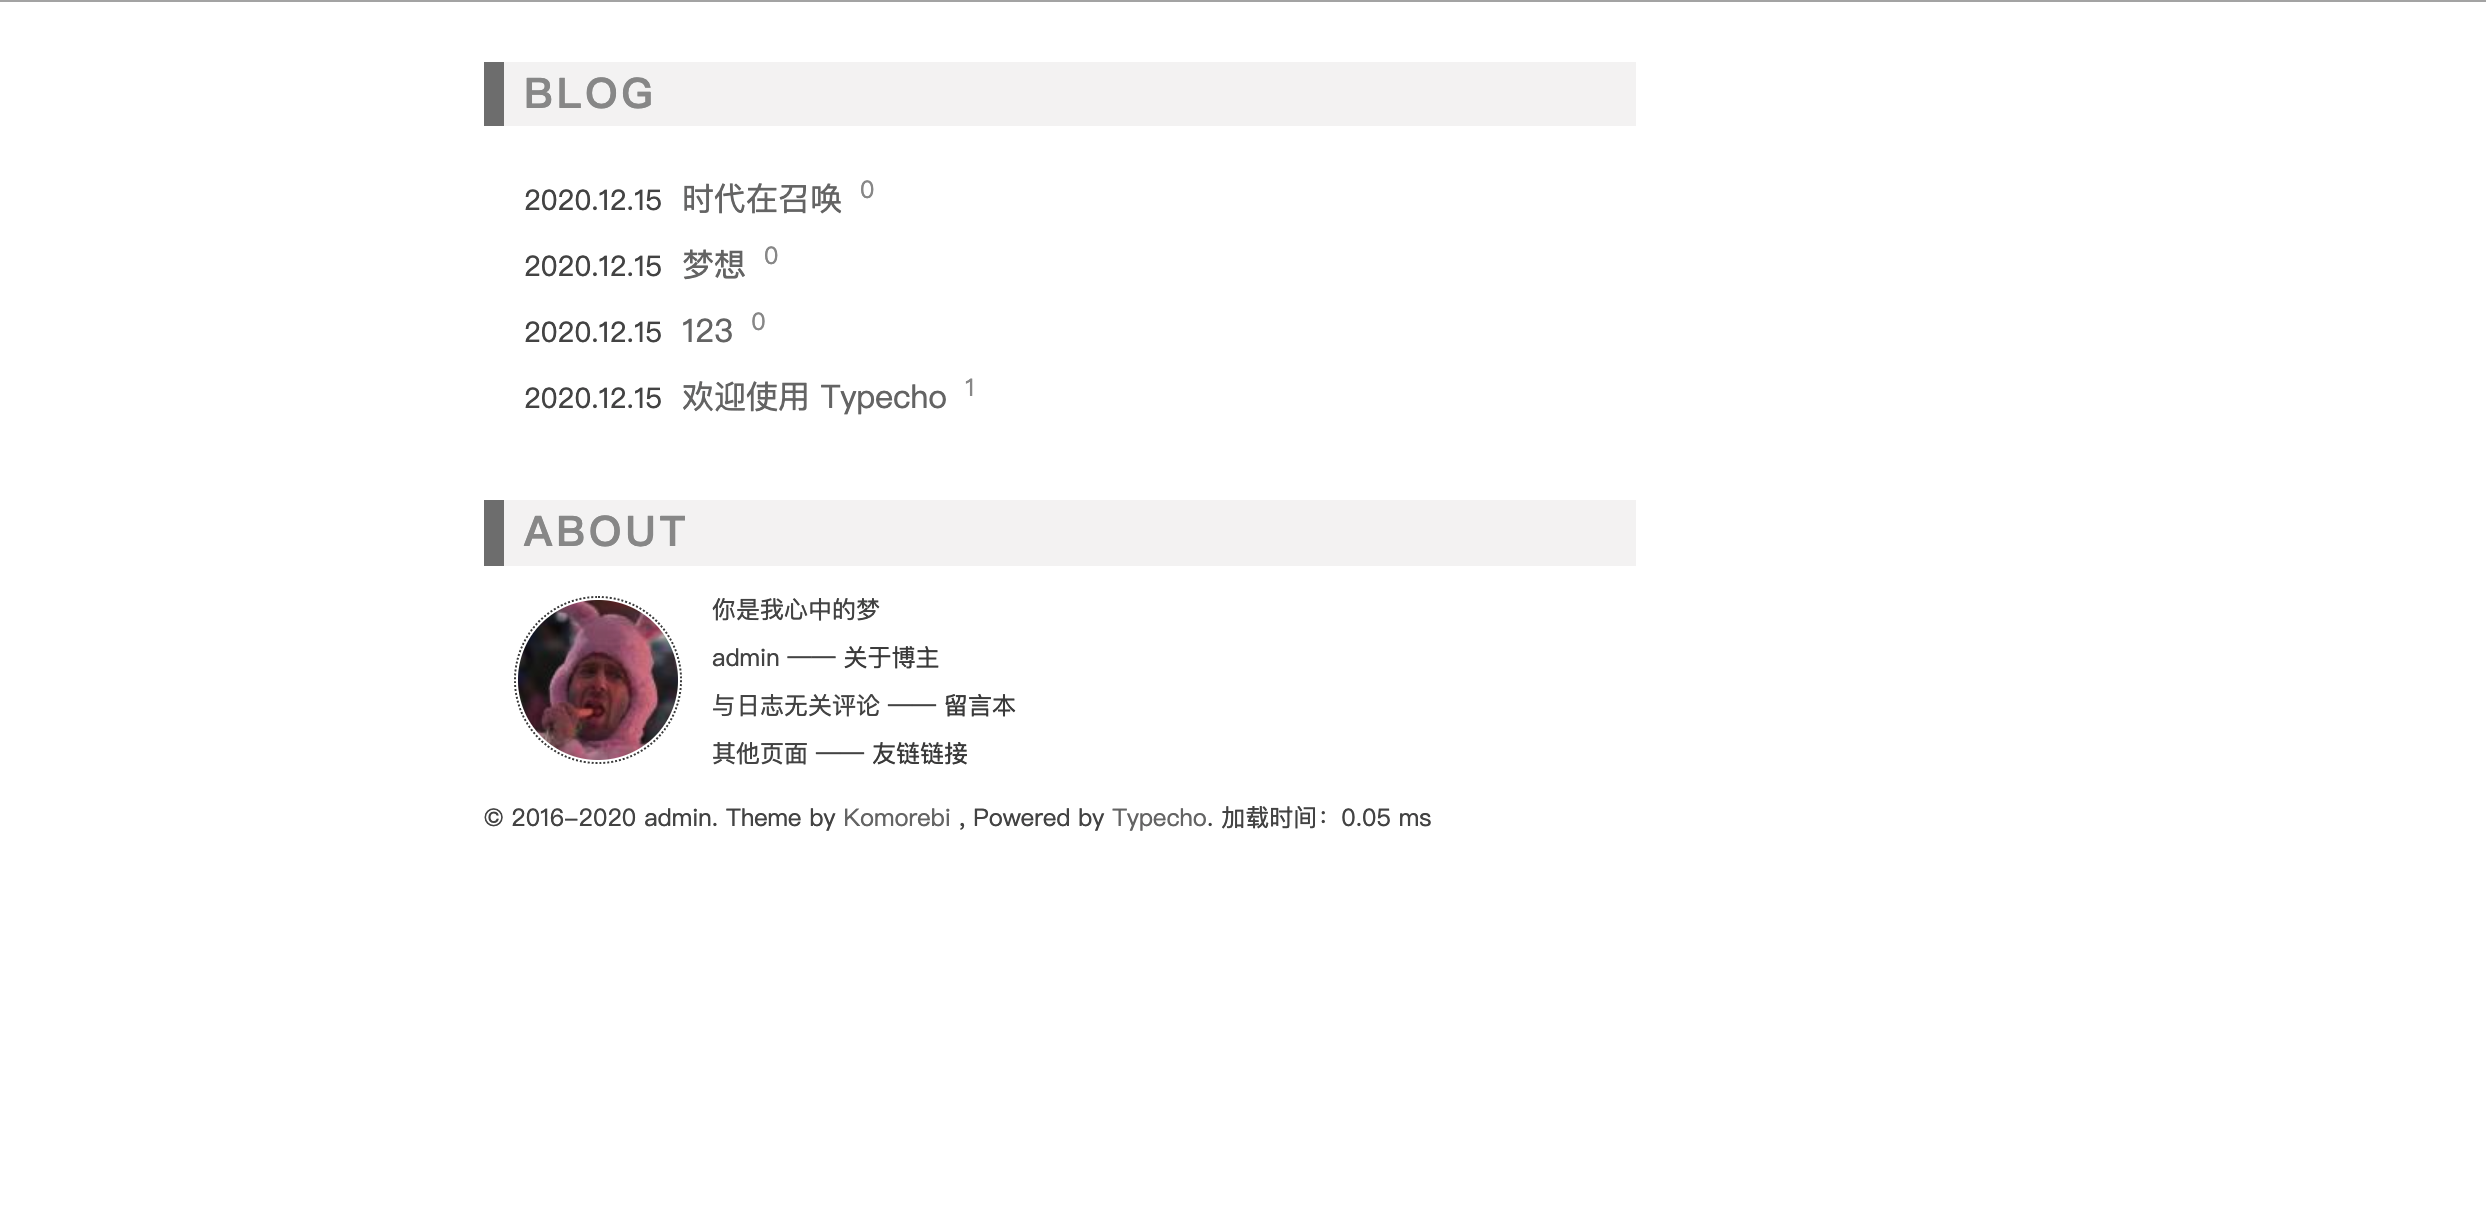 BLOG
2020.12.15 时代在召唤 0
2020.12.15 梦想 0
2020.12.15 123 0
2020.12.15 欢迎使用 Typecho 1
ABOUT
你是我心中的梦
admin —— 关于博主
与日志无关评论 —— 留言本
其他页面 —— 友链链接
© 2016-2020 admin. Theme by Komorebi , Powered by Typecho. 加载时间：0.05 ms